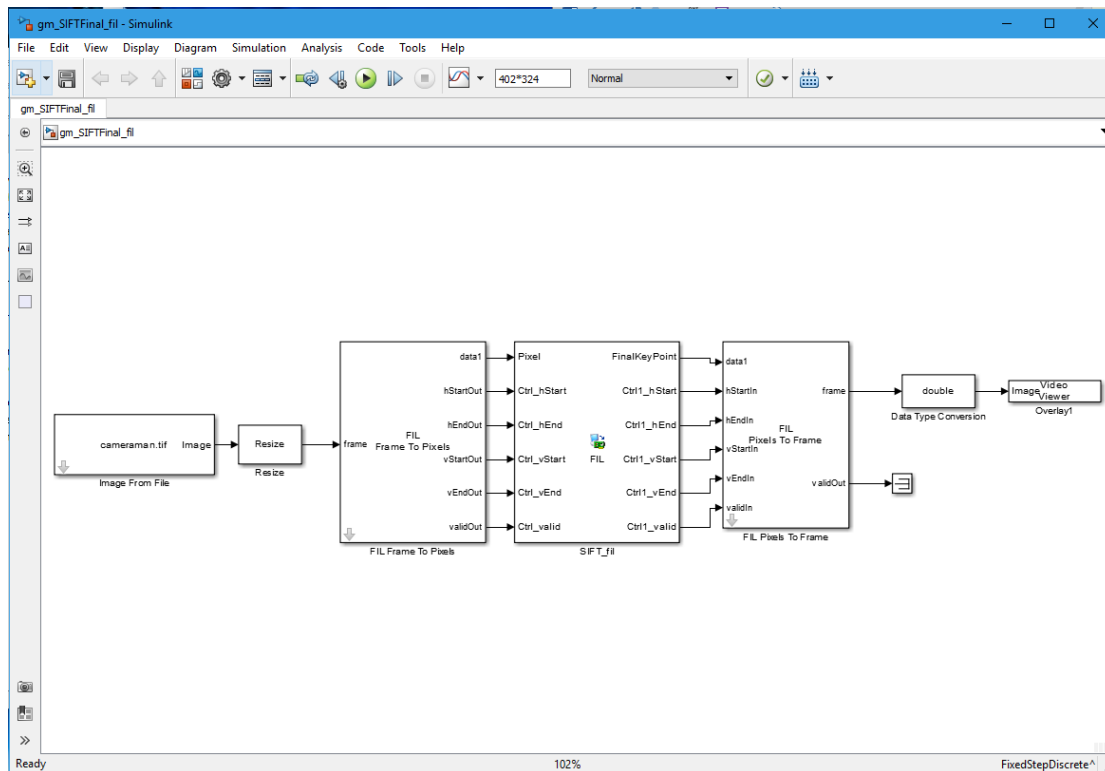 gm_SIFTFinal_fil - Simulink
File Edit View Display Diagram Simulation Analysis Code Tools Help
402*324 Normal
gm_SIFTFinal_fil
gm_SIFTFinal_fil
cameraman.tif Image
Image From File
Resize
Resize
frame
FIL
Frame To Pixels
data1
hStartOut
hEndOut
vStartOut
vEndOut
validOut
FIL Frame To Pixels
Pixel
Ctrl_hStart
Ctrl_hEnd
Ctrl_vStart
Ctrl_vEnd
Ctrl_valid
FIL
FinalKeyPoint
Ctrl1_hStart
Ctrl1_hEnd
Ctrl1_vStart
Ctrl1_vEnd
Ctrl1_valid
SIFT_fil
data1
hStartIn
hEndIn
vStartIn
vEndIn
validIn
FIL
Pixels To Frame
frame
validOut
FIL Pixels To Frame
double
Data Type Conversion
Image Video
Viewer
Overlay1
Ready 102% FixedStepDiscrete^